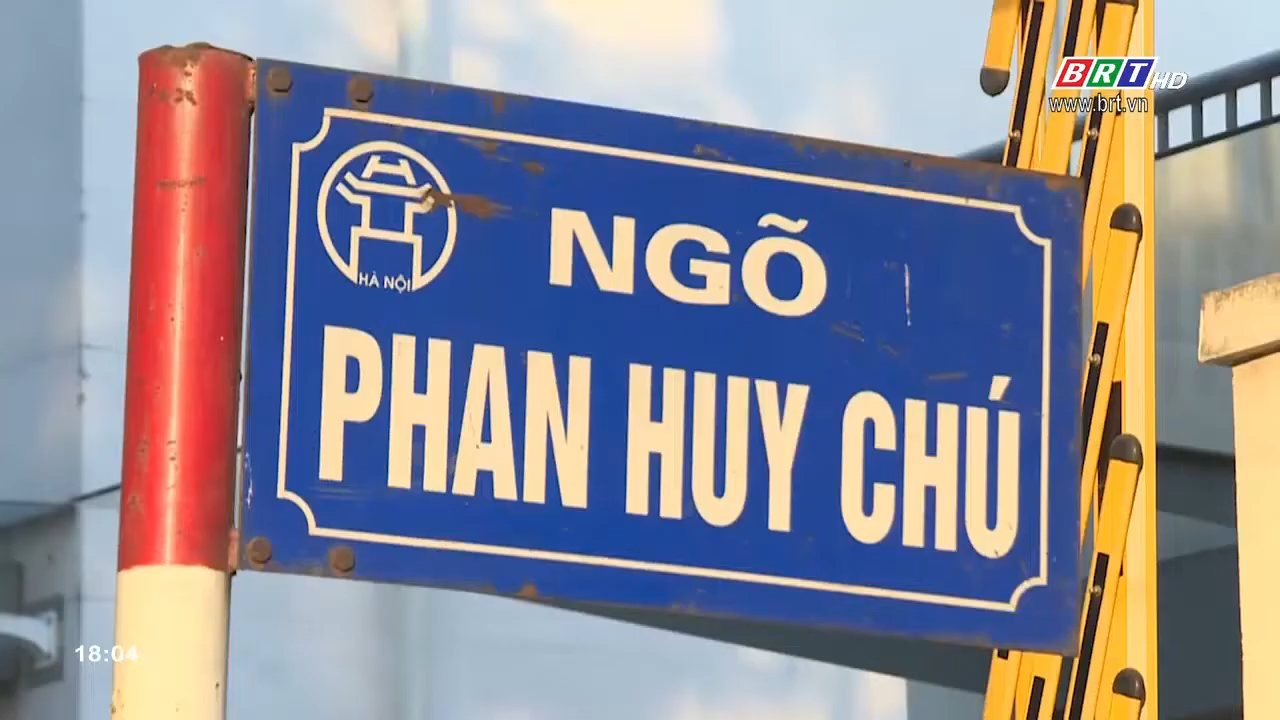 BRTHD
www.brt.vn
HÀ NỘI
NGÕ
PHAN HUY CHÚ
18:04